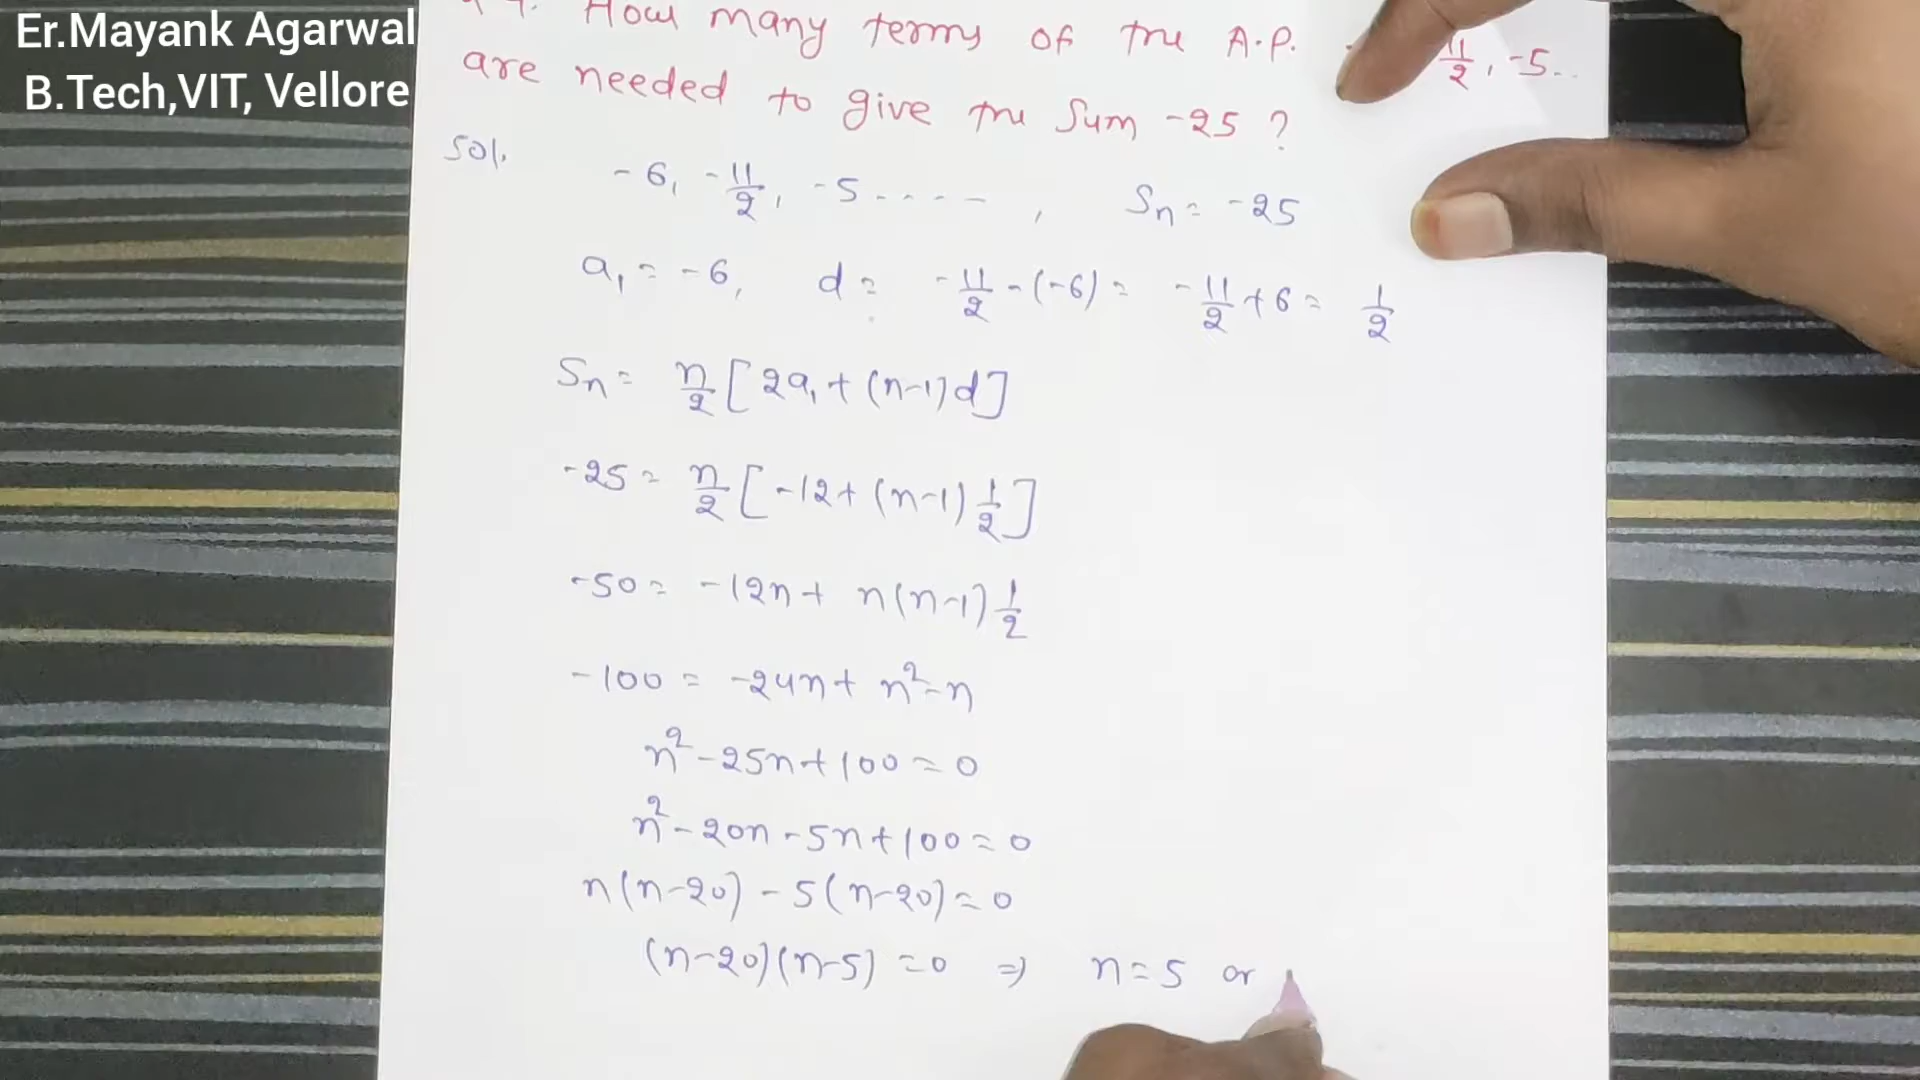 Er.Mayank Agarwal
B.Tech,VIT, Vellore
How many terms of the A.P. 11/2, -5..
are needed to give the Sum -25 ?
Sol.
-6, -11/2, -5 - - - - , Sn = -25
a₁ = -6, d = -11/2 - (-6) = -11/2 + 6 = 1/2
Sn = n/2 [2a₁ + (n-1)d]
-25 = n/2 [-12 + (n-1) 1/2]
-50 = -12n + n(n-1) 1/2
-100 = -24n + n² - n
n² - 25n + 100 = 0
n² - 20n - 5n + 100 = 0
n(n-20) - 5(n-20) = 0
(n-20)(n-5) = 0 ⇒ n = 5 or